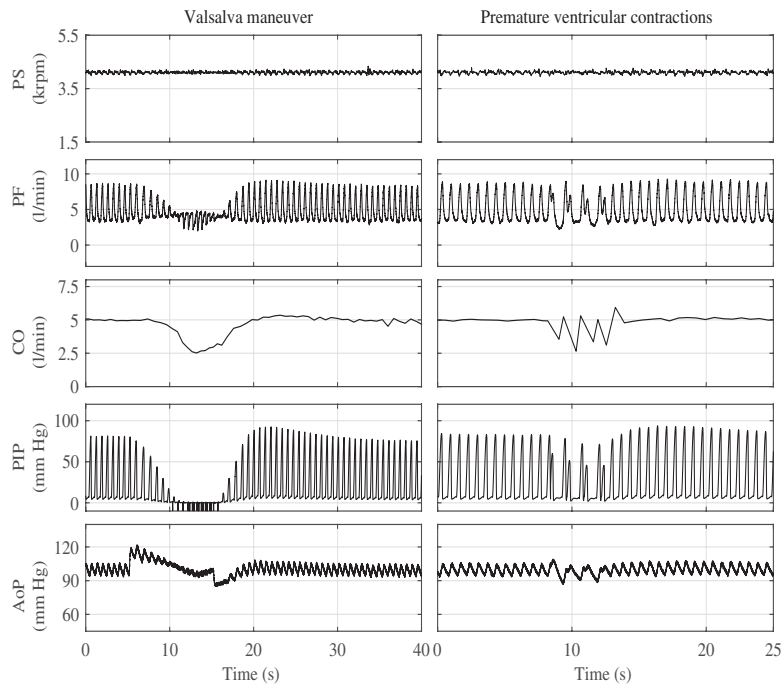 Valsalva maneuver
Premature ventricular contractions
PS
(krpm)
5.5
3.5
1.5
PF
(l/min)
10
5
0
CO
(l/min)
7.5
5
2.5
0
PIP
(mm Hg)
100
50
0
AoP
(mm Hg)
120
90
60
0 10 20 30 40
0 10 20 25
Time (s)
Time (s)